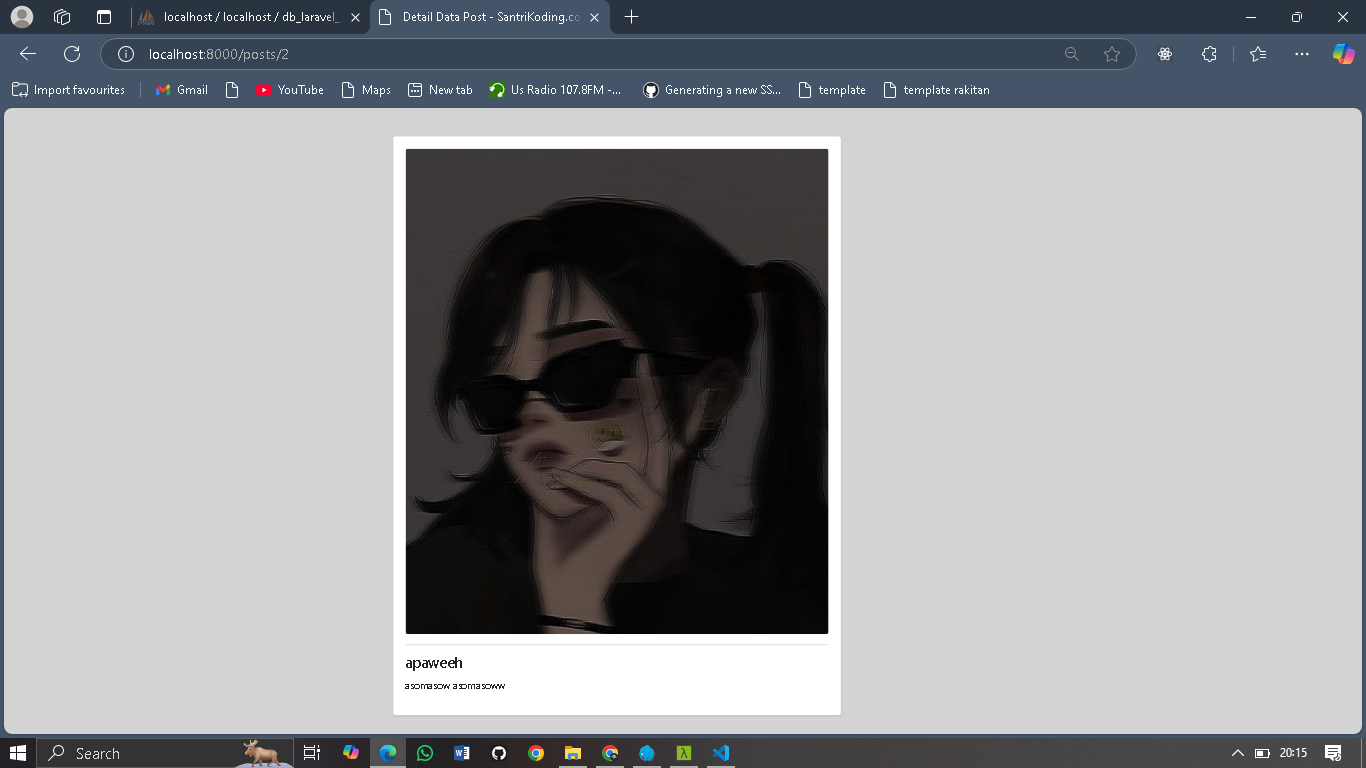 localhost / localhost / db_laravel_
Detail Data Post - SantriKoding.co
localhost:8000/posts/2
Import favourites
Gmail
YouTube
Maps
New tab
Us Radio 107.8FM -...
Generating a new SS...
template
template rakitan
apaweeh
asomasow asomasoww
Search
20:15